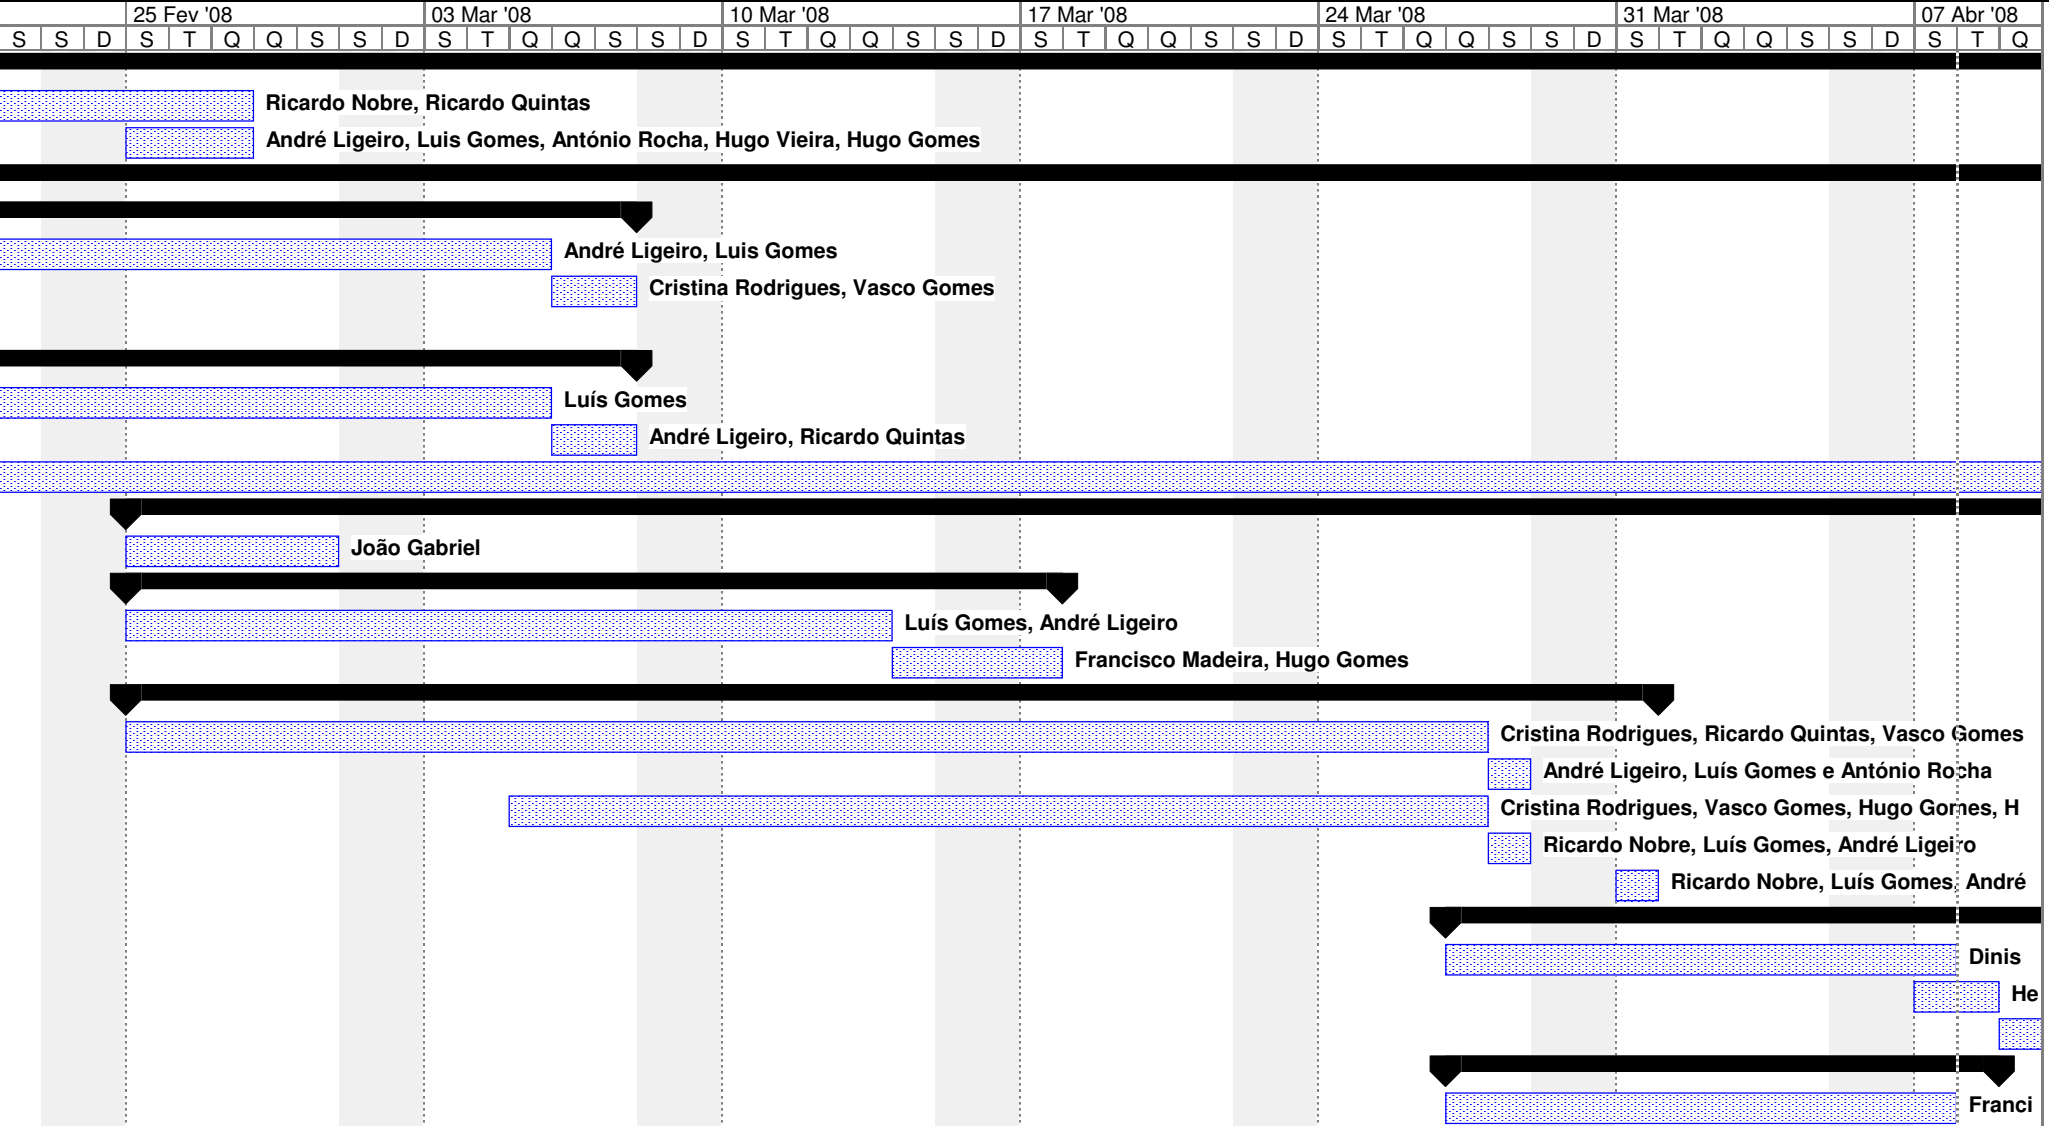 25 Fev '08 03 Mar '08 10 Mar '08 17 Mar '08 24 Mar '08 31 Mar '08 07 Abr '08
S S D S T Q Q S S D S T Q Q S S D S T Q Q S S D S T Q Q S S D S T Q Q S S D S T Q Q S S D S T Q
Ricardo Nobre, Ricardo Quintas
André Ligeiro, Luis Gomes, António Rocha, Hugo Vieira, Hugo Gomes
André Ligeiro, Luis Gomes
Cristina Rodrigues, Vasco Gomes
Luís Gomes
André Ligeiro, Ricardo Quintas
João Gabriel
Luís Gomes, André Ligeiro
Francisco Madeira, Hugo Gomes
Cristina Rodrigues, Ricardo Quintas, Vasco Gomes
André Ligeiro, Luís Gomes e António Rocha
Cristina Rodrigues, Vasco Gomes, Hugo Gomes, H
Ricardo Nobre, Luís Gomes, André Ligeiro
Ricardo Nobre, Luís Gomes, André
Dinis
He
Franci